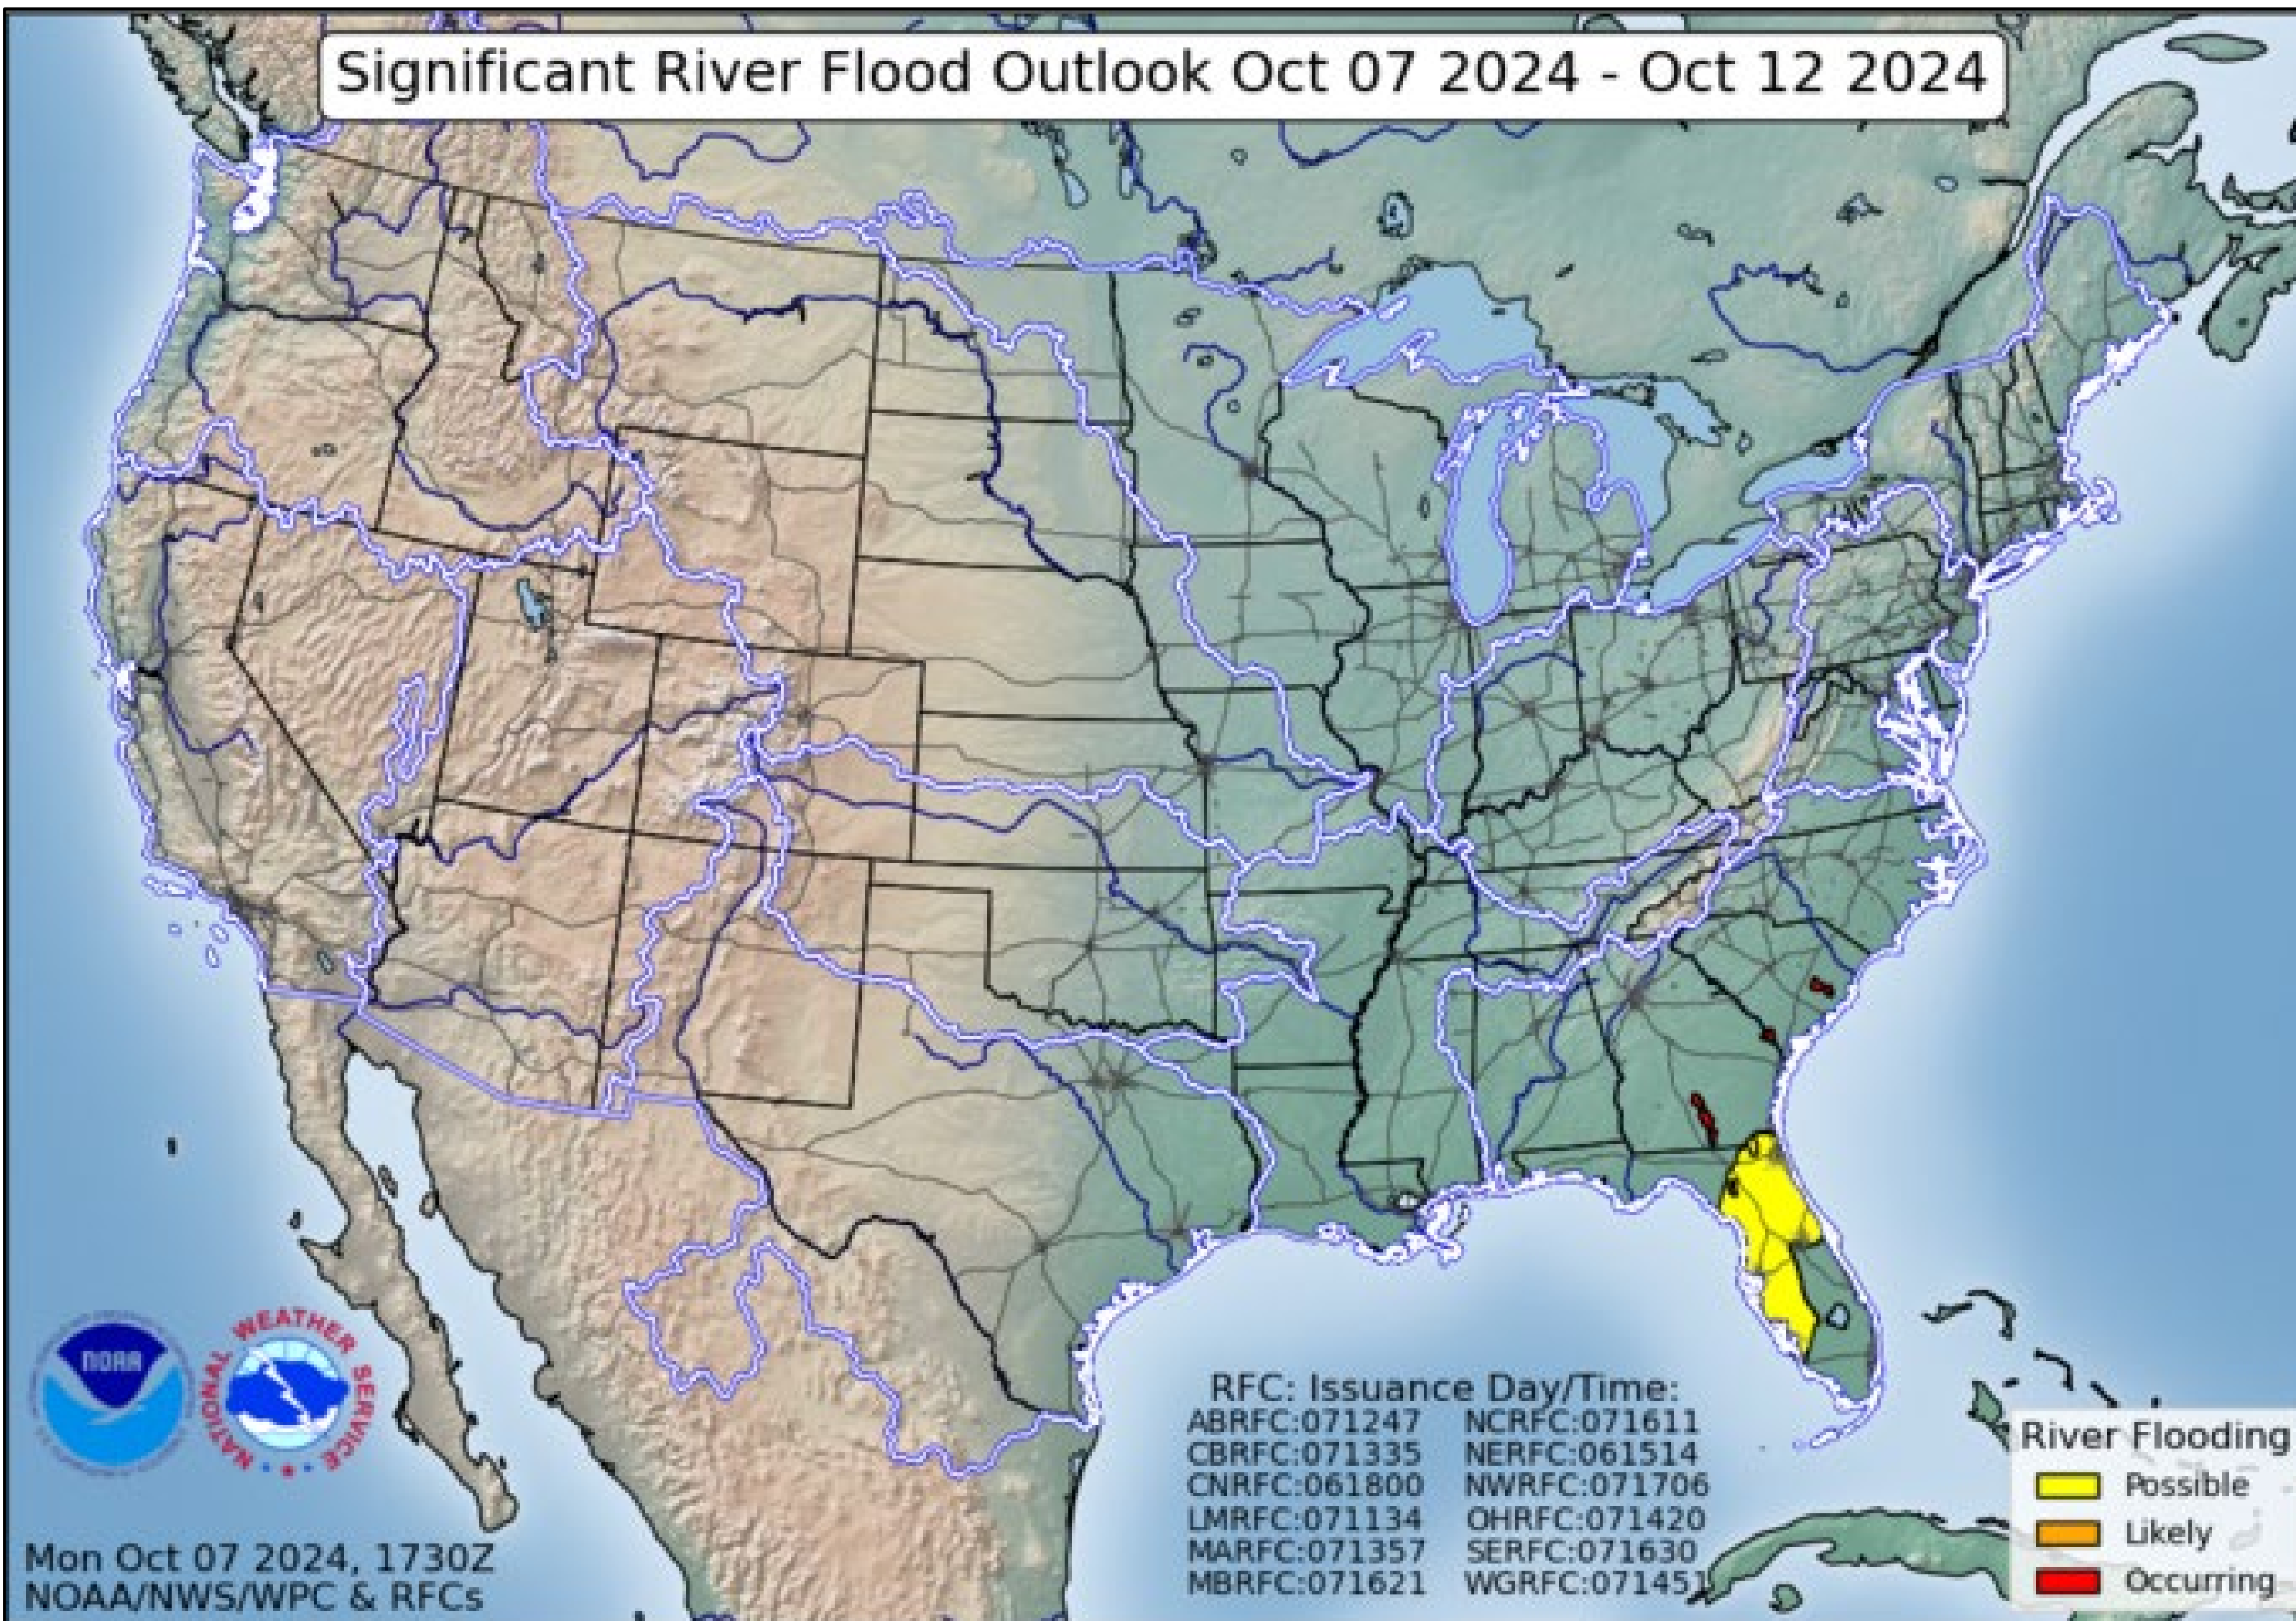 Significant River Flood Outlook Oct 07 2024 - Oct 12 2024
NOAA
NATIONAL WEATHER SERVICE
Mon Oct 07 2024, 1730Z
NOAA/NWS/WPC & RFCs
RFC: Issuance Day/Time:
ABRFC:071247 NCRFC:071611
CBRFC:071335 NERFC:061514
CNRFC:061800 NWRFC:071706
LMRFC:071134 OHRFC:071420
MARFC:071357 SERFC:071630
MBRFC:071621 WGRFC:071451
River Flooding
Possible
Likely
Occurring